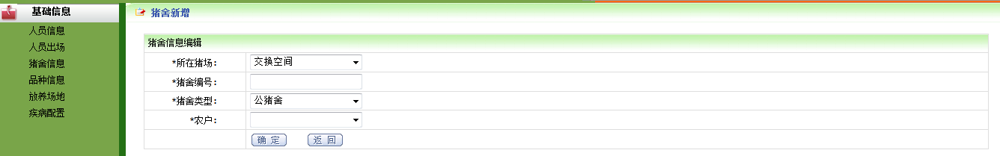 基础信息
人员信息
人员出场
猪舍信息
品种信息
放养场地
疾病配置
猪舍新增
猪舍信息编辑
*所在猪场： 交换空间
*猪舍编号：
*猪舍类型： 公猪舍
*农户：
确 定 返 回